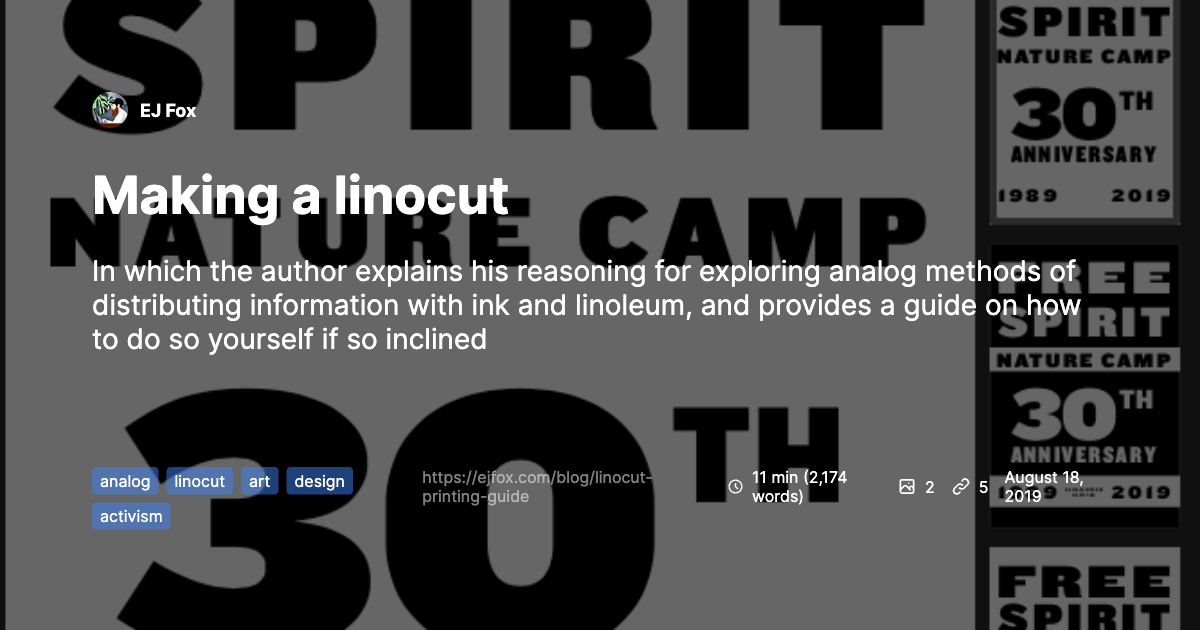 SPIRIT
EJ Fox
Making a linocut
NATURE CAMP
In which the author explains his reasoning for exploring analog methods of
distributing information with ink and linoleum, and provides a guide on how
to do so yourself if so inclined
30TH
analog linocut art design
activism
https://ejfox.com/blog/linocut-
printing-guide
11 min (2,174
words)
2
5
August 18,
2019
SPIRIT
NATURE CAMP
30TH
ANNIVERSARY
1989 2019
FREE
SPIRIT
NATURE CAMP
30TH
ANNIVERSARY
1989 2019
FREE
SPIRIT